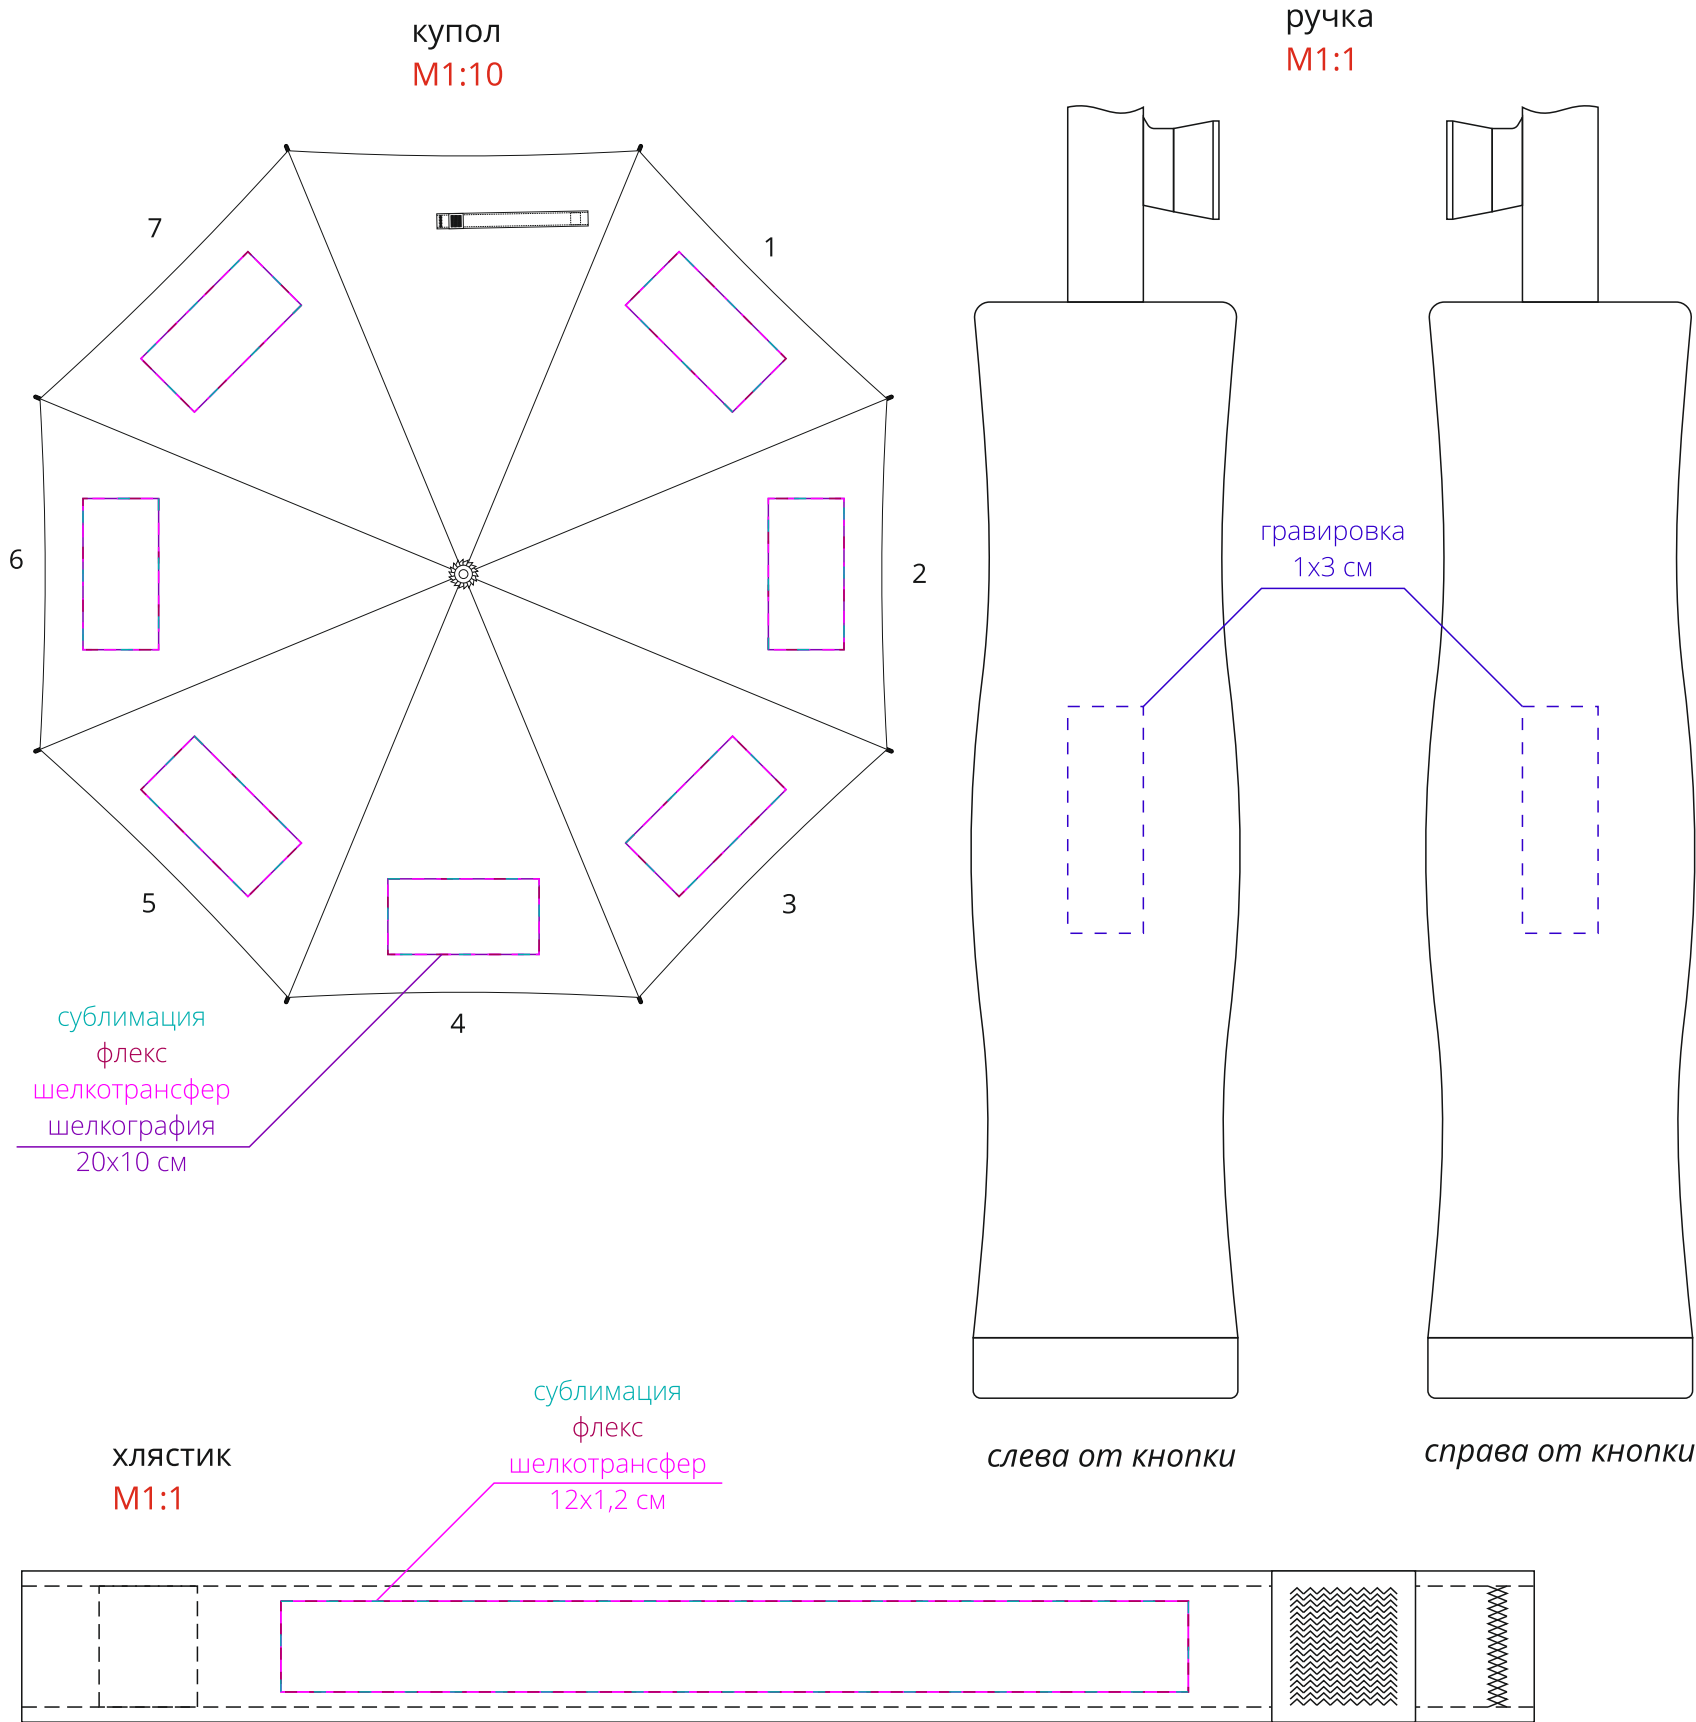 купол
М1:10
ручка
М1:1
7
1
6
2
5
3
4
гравировка
1х3 см
сублимация
флекс
шелкотрансфер
шелкография
20х10 см
слева от кнопки
справа от кнопки
хлястик
М1:1
сублимация
флекс
шелкотрансфер
12х1,2 см